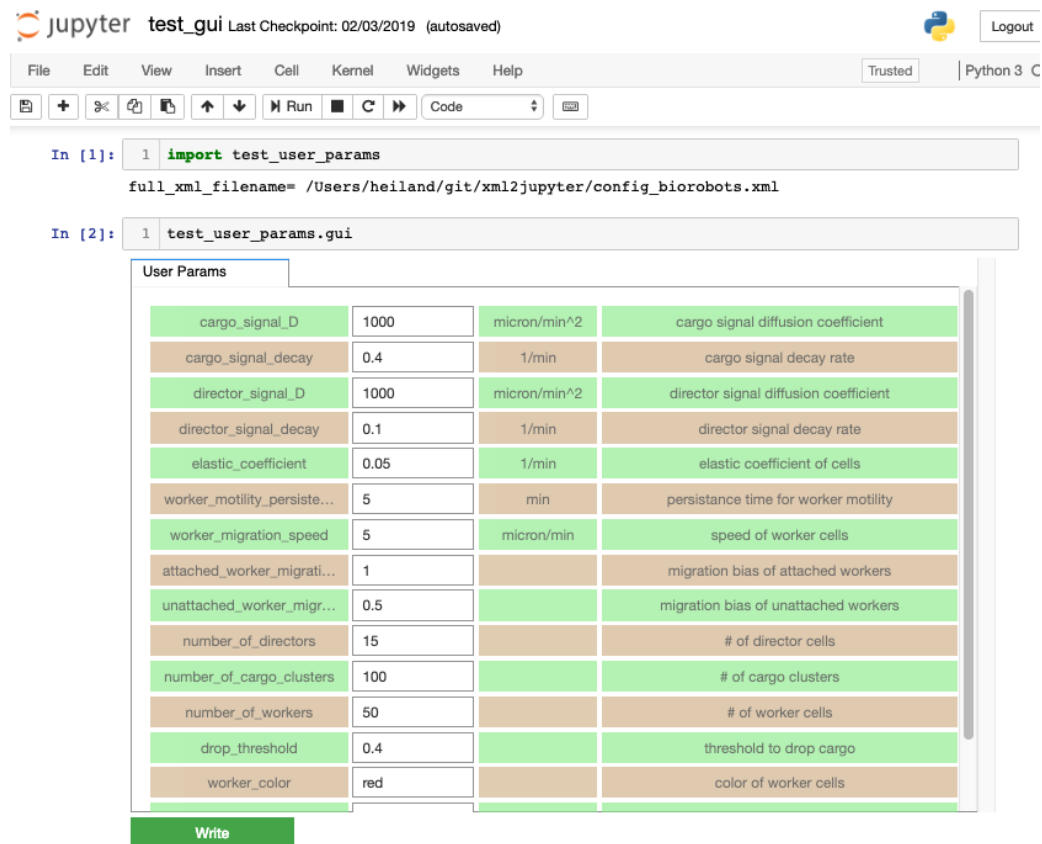 jupyter test_gui Last Checkpoint: 02/03/2019 (autosaved) Logout
File Edit View Insert Cell Kernel Widgets Help Trusted Python 3
Run Code
In [1]: 1 import test_user_params
full_xml_filename= /Users/heiland/git/xml2jupyter/config_biorobots.xml
In [2]: 1 test_user_params.gui
User Params
cargo_signal_D 1000 micron/min^2 cargo signal diffusion coefficient
cargo_signal_decay 0.4 1/min cargo signal decay rate
director_signal_D 1000 micron/min^2 director signal diffusion coefficient
director_signal_decay 0.1 1/min director signal decay rate
elastic_coefficient 0.05 1/min elastic coefficient of cells
worker_motility_persiste... 5 min persistance time for worker motility
worker_migration_speed 5 micron/min speed of worker cells
attached_worker_migrati... 1 migration bias of attached workers
unattached_worker_migr... 0.5 migration bias of unattached workers
number_of_directors 15 # of director cells
number_of_cargo_clusters 100 # of cargo clusters
number_of_workers 50 # of worker cells
drop_threshold 0.4 threshold to drop cargo
worker_color red color of worker cells
Write